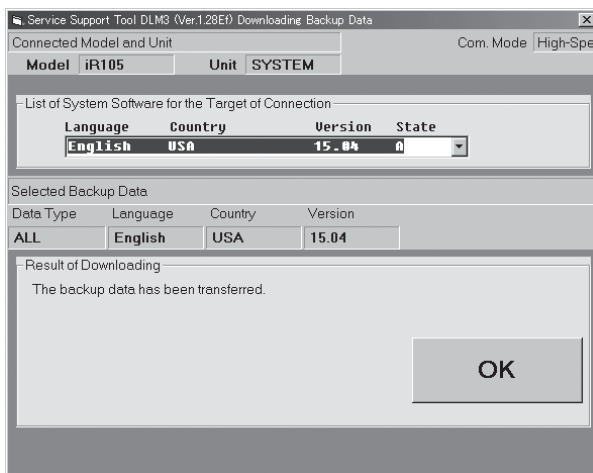 Service Support Tool DLM3 (Ver.1.28Ef) Downloading Backup Data
Connected Model and Unit Com. Mode High-Spe
Model iR105 Unit SYSTEM
List of System Software for the Target of Connection
Language Country Version State
English USA 15.04 A
Selected Backup Data
Data Type Language Country Version
ALL English USA 15.04
Result of Downloading
The backup data has been transferred.
OK